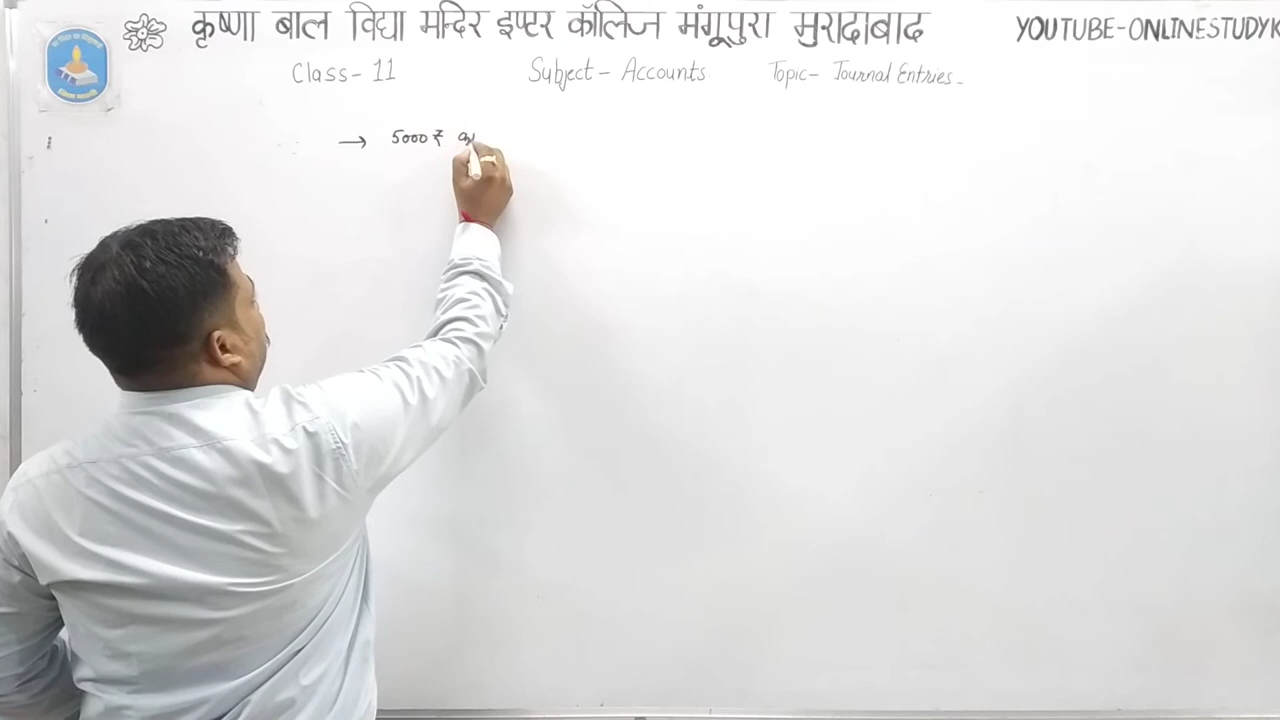 कृष्णा बाल विद्या मन्दिर इण्टर कॉलिज मंगूपुरा मुरादाबाद
YOUTUBE-ONLINESTUDYK
Class-11 Subject-Accounts Topic-Journal Entries-
→ 5000₹